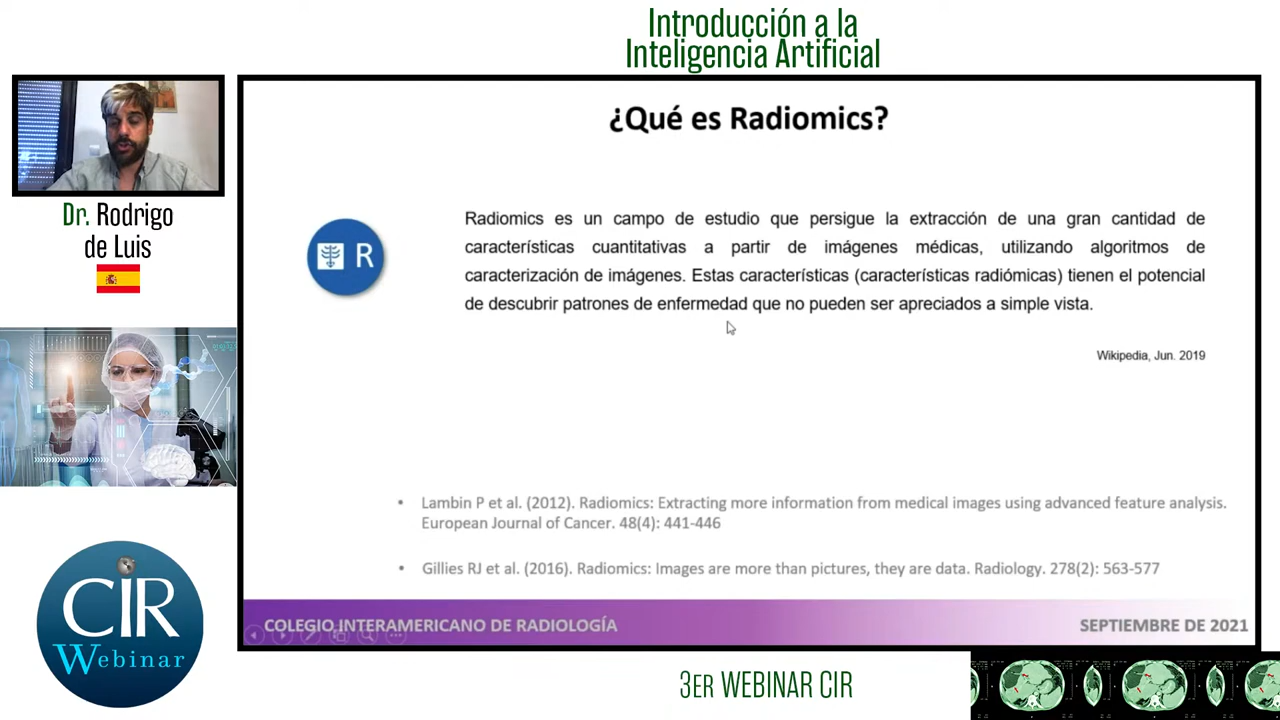 Introducción a la
Inteligencia Artificial
Dr. Rodrigo
de Luis
¿Qué es Radiomics?
R
Radiomics es un campo de estudio que persigue la extracción de una gran cantidad de
características cuantitativas a partir de imágenes médicas, utilizando algoritmos de
caracterización de imágenes. Estas características (características radiómicas) tienen el potencial
de descubrir patrones de enfermedad que no pueden ser apreciados a simple vista.
Wikipedia, Jun. 2019
• Lambin P et al. (2012). Radiomics: Extracting more information from medical images using advanced feature analysis.
European Journal of Cancer. 48(4): 441-446
• Gillies RJ et al. (2016). Radiomics: Images are more than pictures, they are data. Radiology. 278(2): 563-577
COLEGIO INTERAMERICANO DE RADIOLOGÍA
SEPTIEMBRE DE 2021
CIR
Webinar
3ER WEBINAR CIR